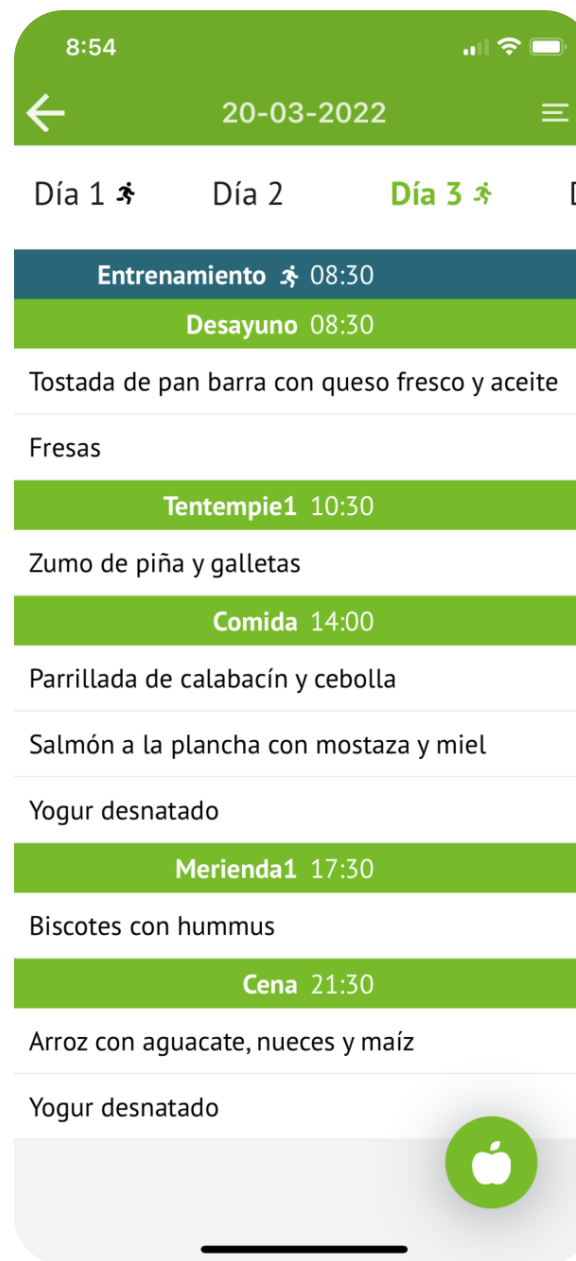 8:54
20-03-2022
Día 1 Día 2 Día 3
Entrenamiento 08:30
Desayuno 08:30
Tostada de pan barra con queso fresco y aceite
Fresas
Tentempie1 10:30
Zumo de piña y galletas
Comida 14:00
Parrillada de calabacín y cebolla
Salmón a la plancha con mostaza y miel
Yogur desnatado
Merienda1 17:30
Biscotes con hummus
Cena 21:30
Arroz con aguacate, nueces y maíz
Yogur desnatado